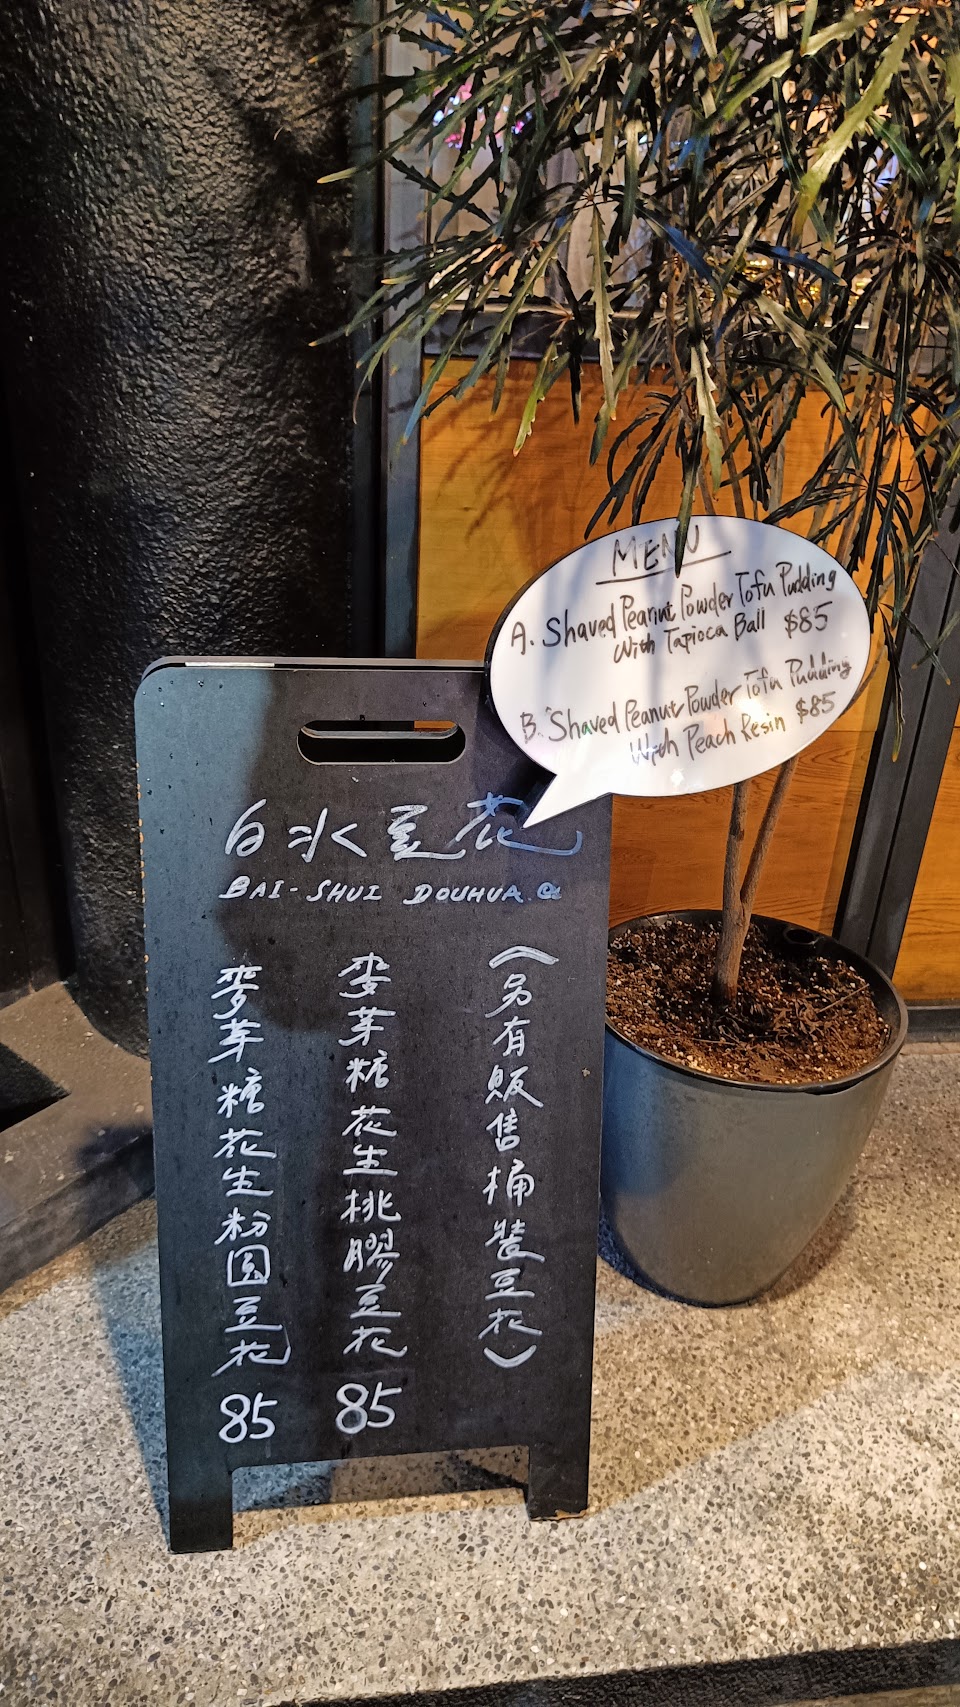 MENU
A. Shaved Peanut Powder Tofu Pudding
With Tapioca Ball $85
B. Shaved Peanut Powder Tofu Pudding
With Peach Resin $85
白水豆花
BAI-SHUI DOUHUA.
(另有販售桶裝豆花)
麥芽糖花生桃膠豆花 85
麥芽糖花生粉圓豆花 85